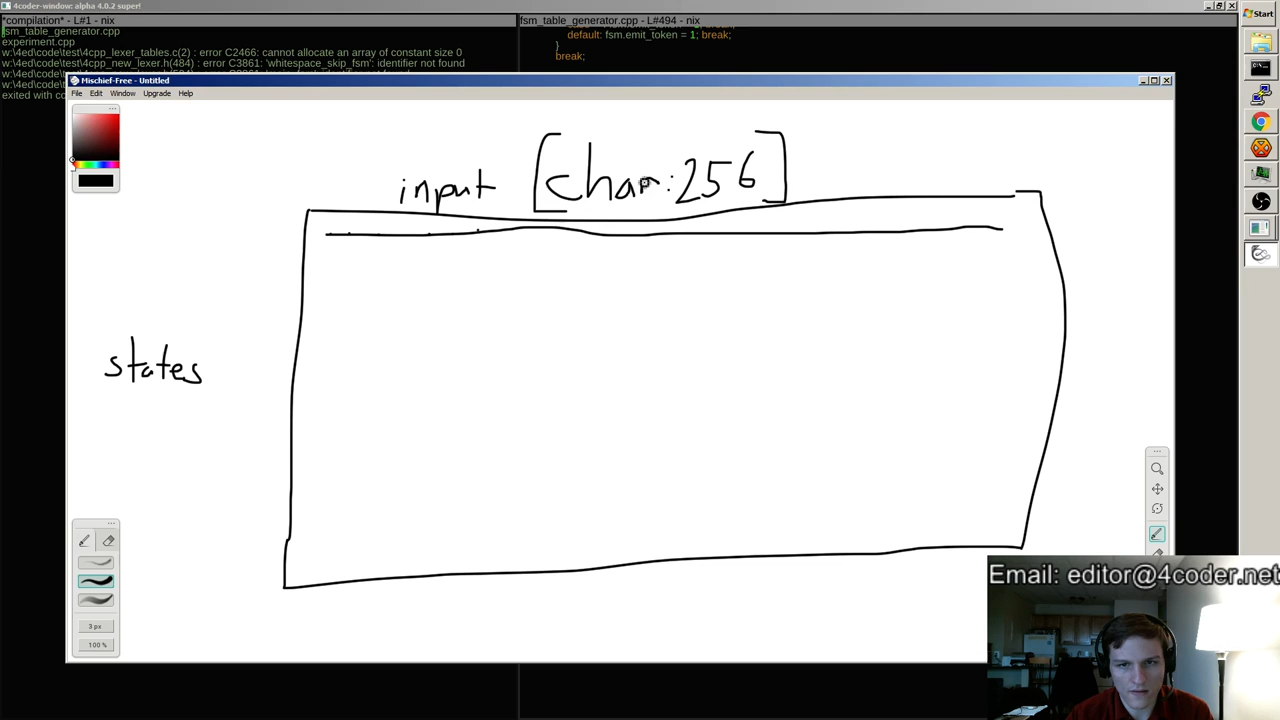 4coder-window: alpha 4.0.2 super!
*compilation* - L#1 - nix
fsm_table_generator.cpp - L#494 - nix
fsm_table_generator.cpp
experiment.cpp
w:\4ed\code\test\4cpp_lexer_tables.c(2) : error C2466: cannot allocate an array of constant size 0
w:\4ed\code\test\4cpp_new_lexer.h(484) : error C3861: 'whitespace_skip_fsm': identifier not found
exited with co
default: fsm.emit_token = 1; break;
}
break;
Start
Mischief-Free - Untitled
File Edit Window Upgrade Help
input [char:256]
states
3 px
100 %
Email: editor@4coder.net